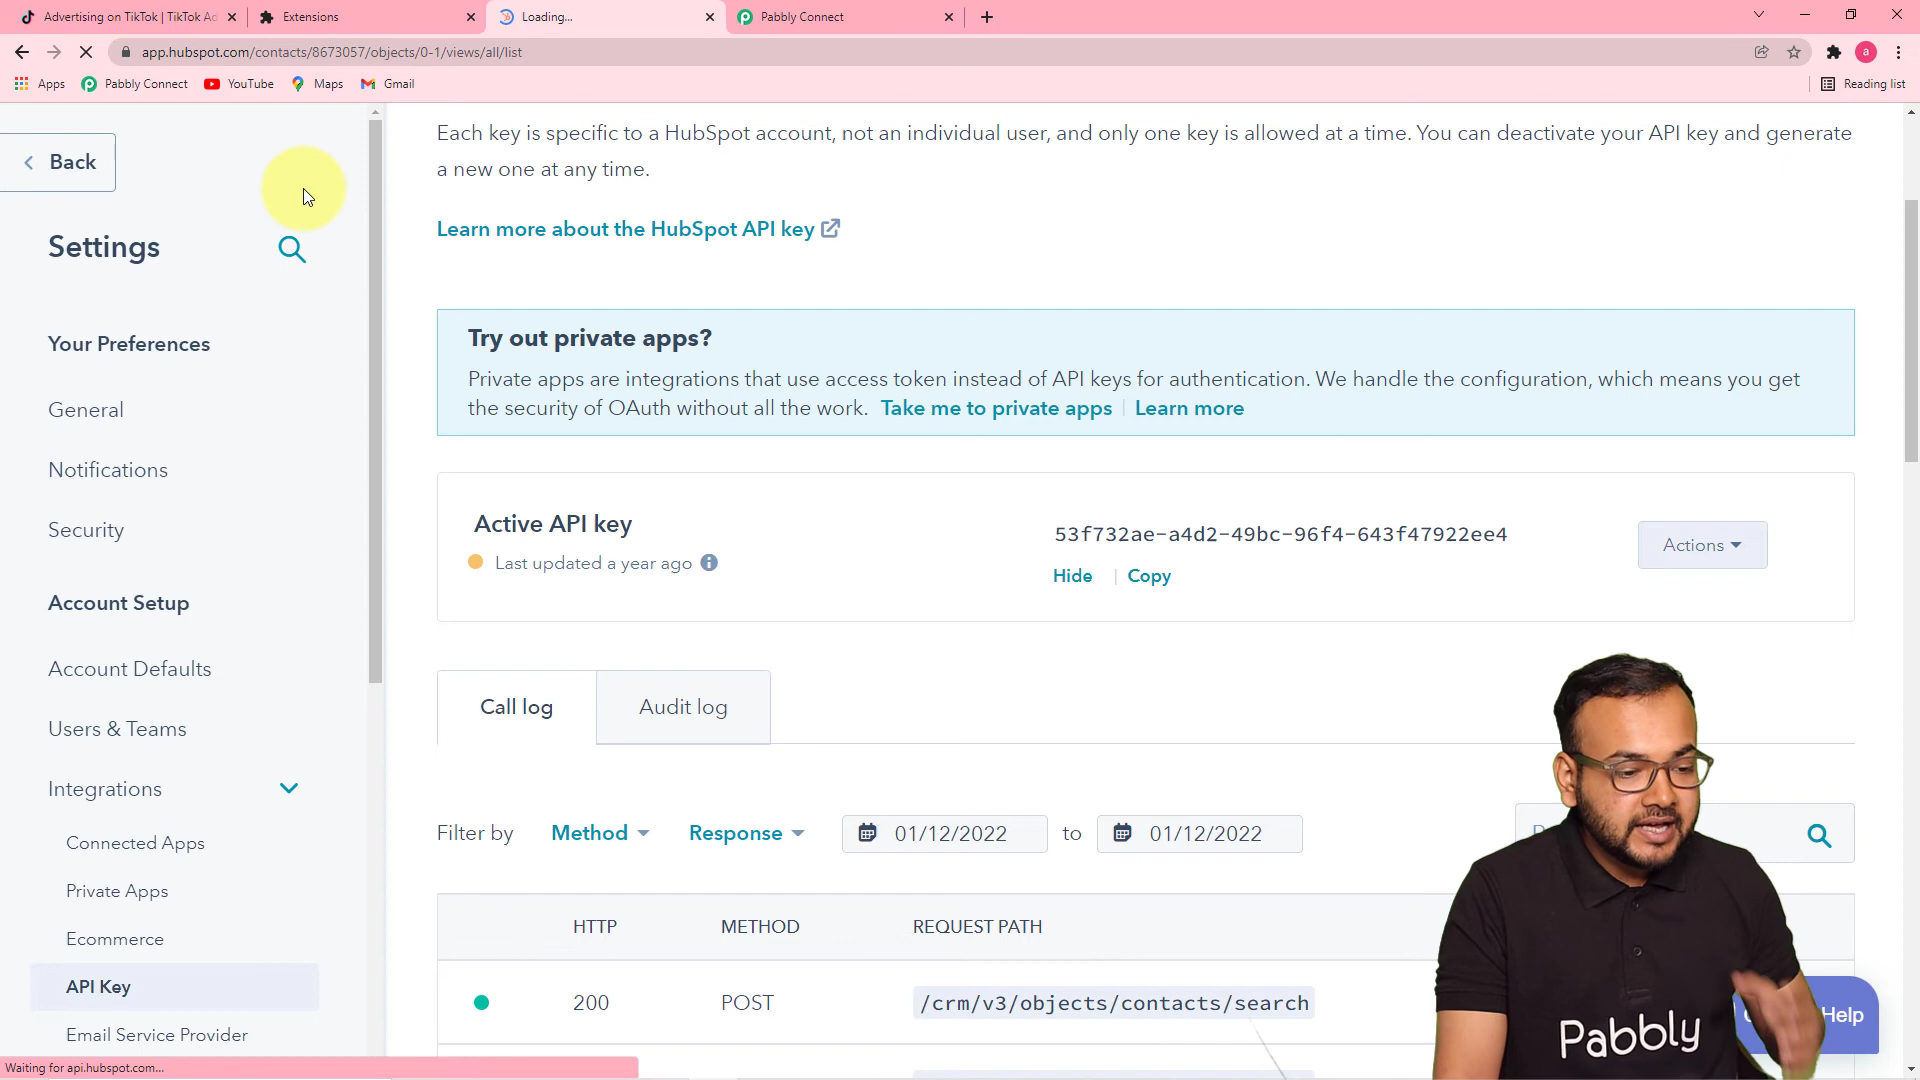 Advertising on TikTok | TikTok Ad
Extensions
Loading...
Pabbly Connect
app.hubspot.com/contacts/8673057/objects/0-1/views/all/list
a
Apps
Pabbly Connect
YouTube
Maps
Gmail
Reading list
Back
Settings
Your Preferences
General
Notifications
Security
Account Setup
Account Defaults
Users & Teams
Integrations
Connected Apps
Private Apps
Ecommerce
API Key
Email Service Provider
Waiting for api.hubspot.com...
Each key is specific to a HubSpot account, not an individual user, and only one key is allowed at a time. You can deactivate your API key and generate
a new one at any time.
Learn more about the HubSpot API key
Try out private apps?
Private apps are integrations that use access token instead of API keys for authentication. We handle the configuration, which means you get
the security of OAuth without all the work. Take me to private apps | Learn more
Active API key
Last updated a year ago
53f732ae-a4d2-49bc-96f4-643f47922ee4
Hide | Copy
Actions
Call log
Audit log
Filter by Method Response 01/12/2022 to 01/12/2022
HTTP METHOD REQUEST PATH
200 POST /crm/v3/objects/contacts/search
Help
Pabbly